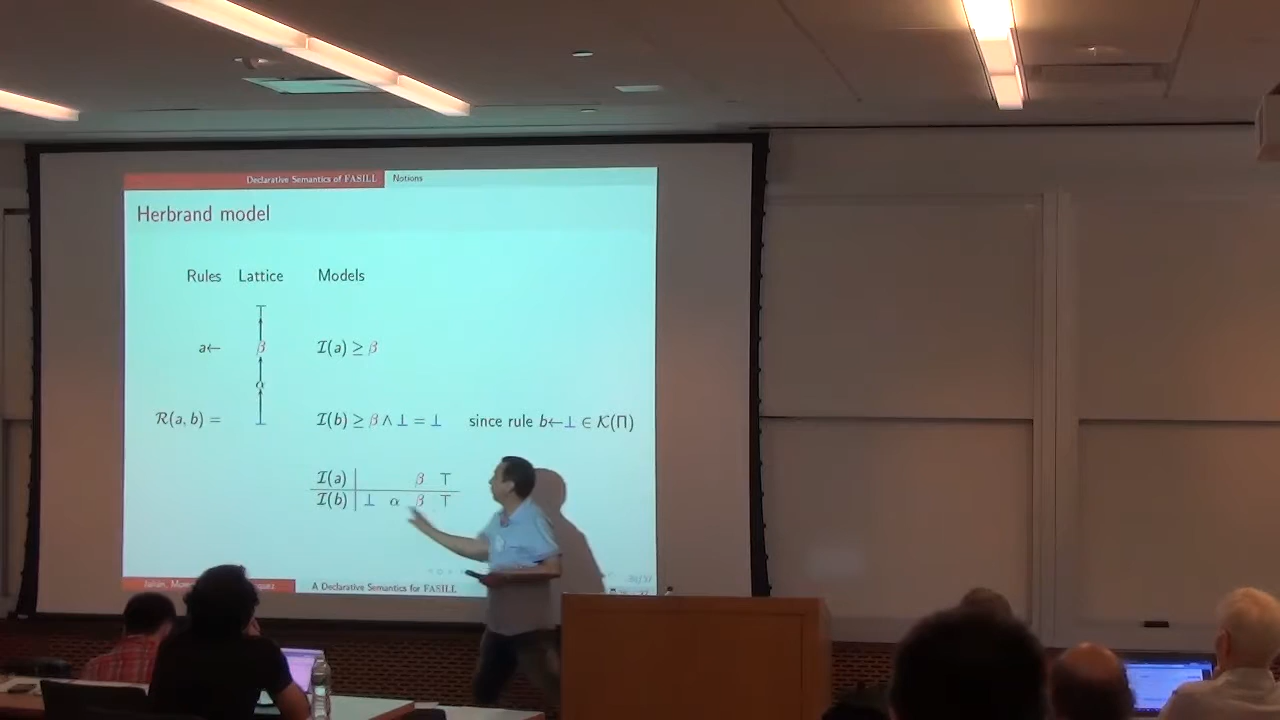 Declarative Semantics of FASILL Notions
Herbrand model
Rules Lattice Models
⊤
a← β I(a) ≥ β
α
R(a, b) = ⊥ I(b) ≥ β ∧ ⊥ = ⊥ since rule b←⊥ ∈ K(Π)
I(a) β ⊤
I(b) ⊥ α β ⊤
A Declarative Semantics for FASILL